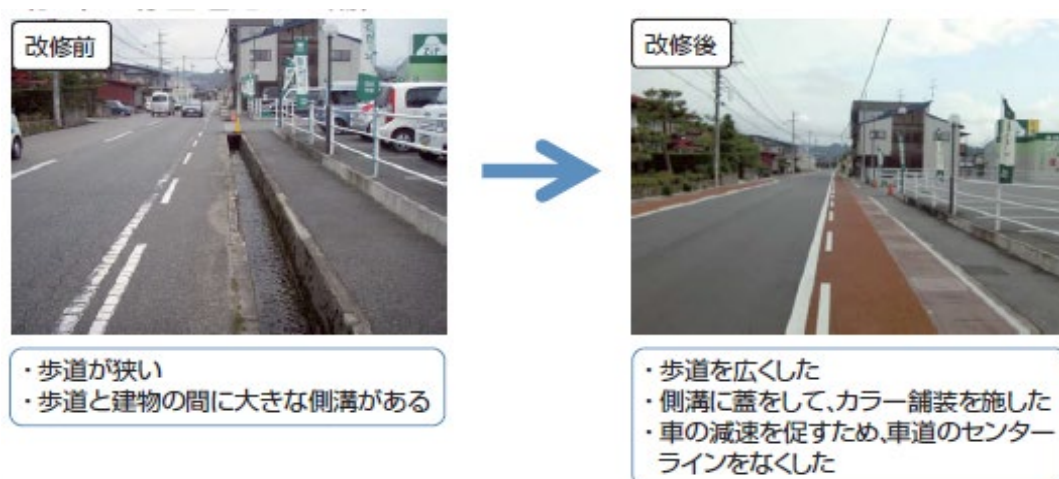 改修前
改修後
・歩道が狭い
・歩道と建物の間に大きな側溝がある
・歩道を広くした
・側溝に蓋をして、カラー舗装を施した
・車の減速を促すため、車道のセンター
ラインをなくした